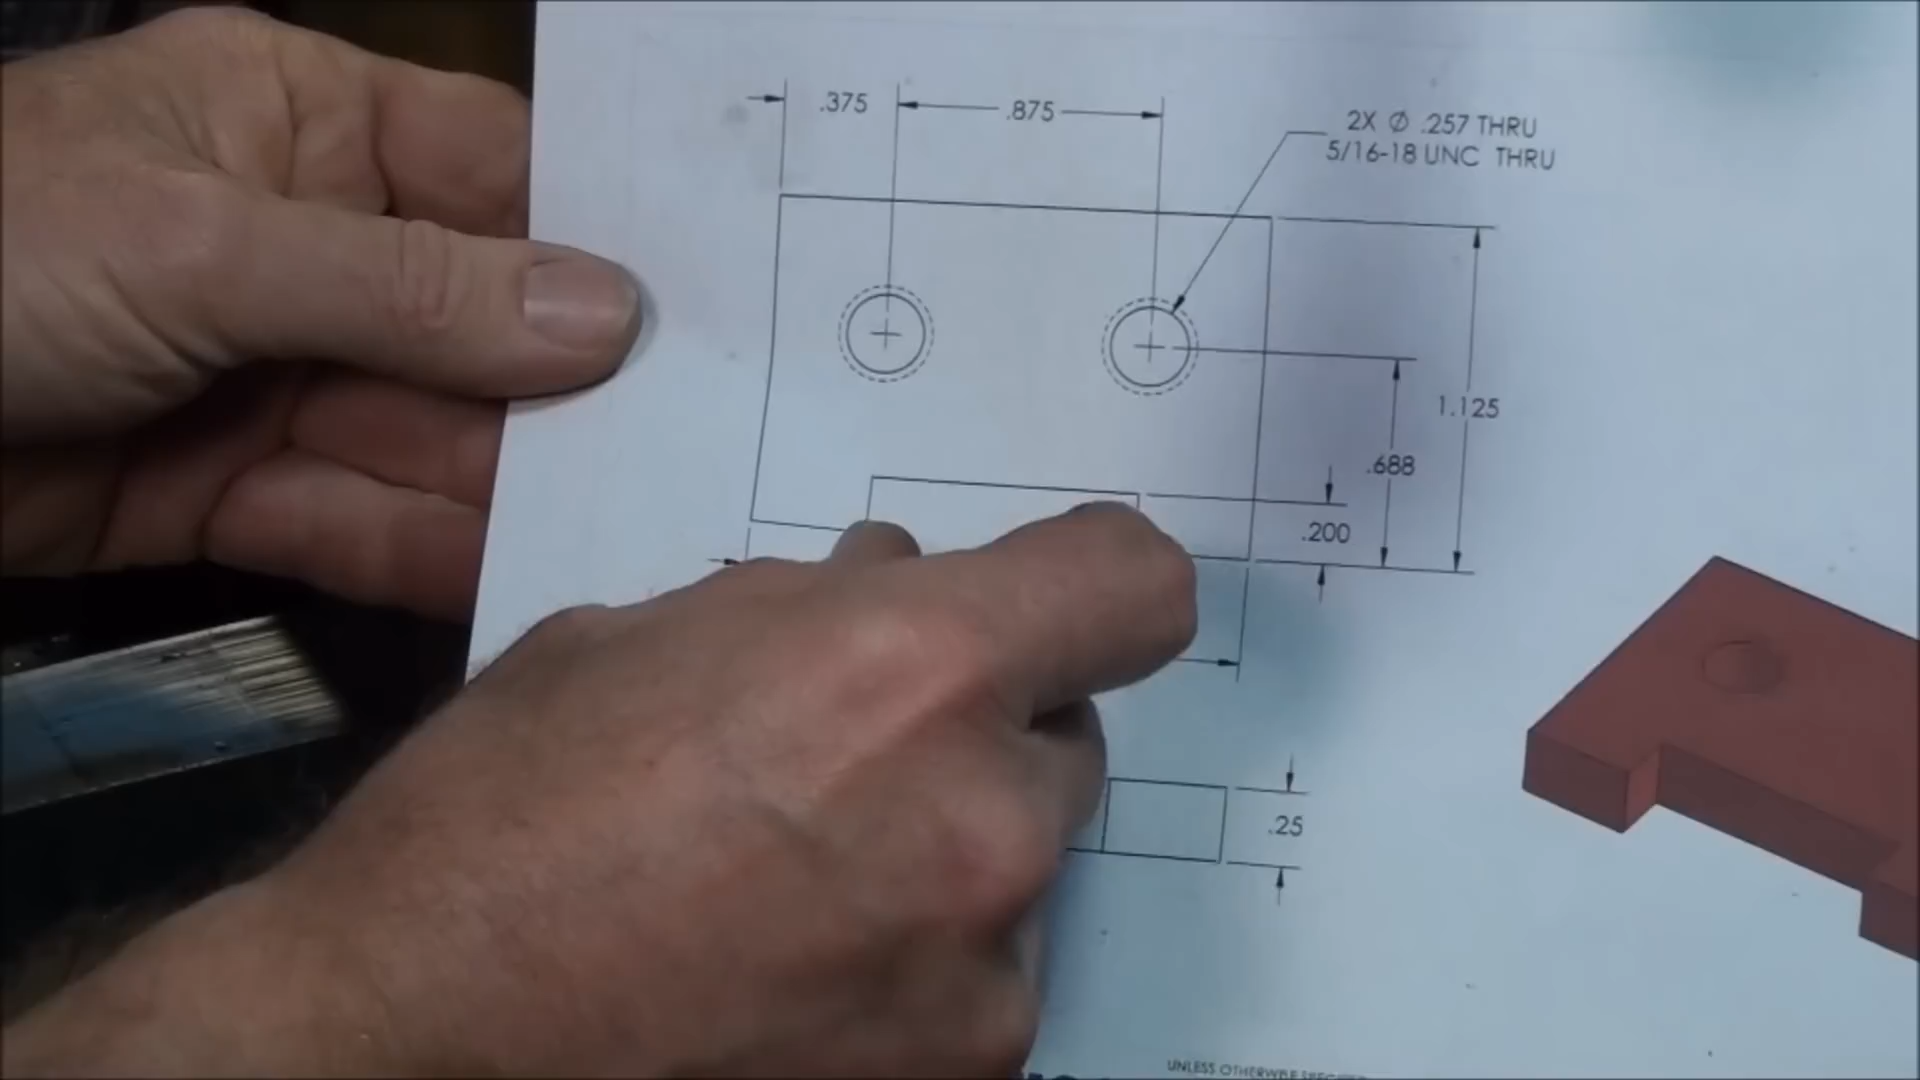 .375
.875
2X Ø .257 THRU
5/16-18 UNC THRU
1.125
.688
.200
.25
UNLESS OTHERWISE